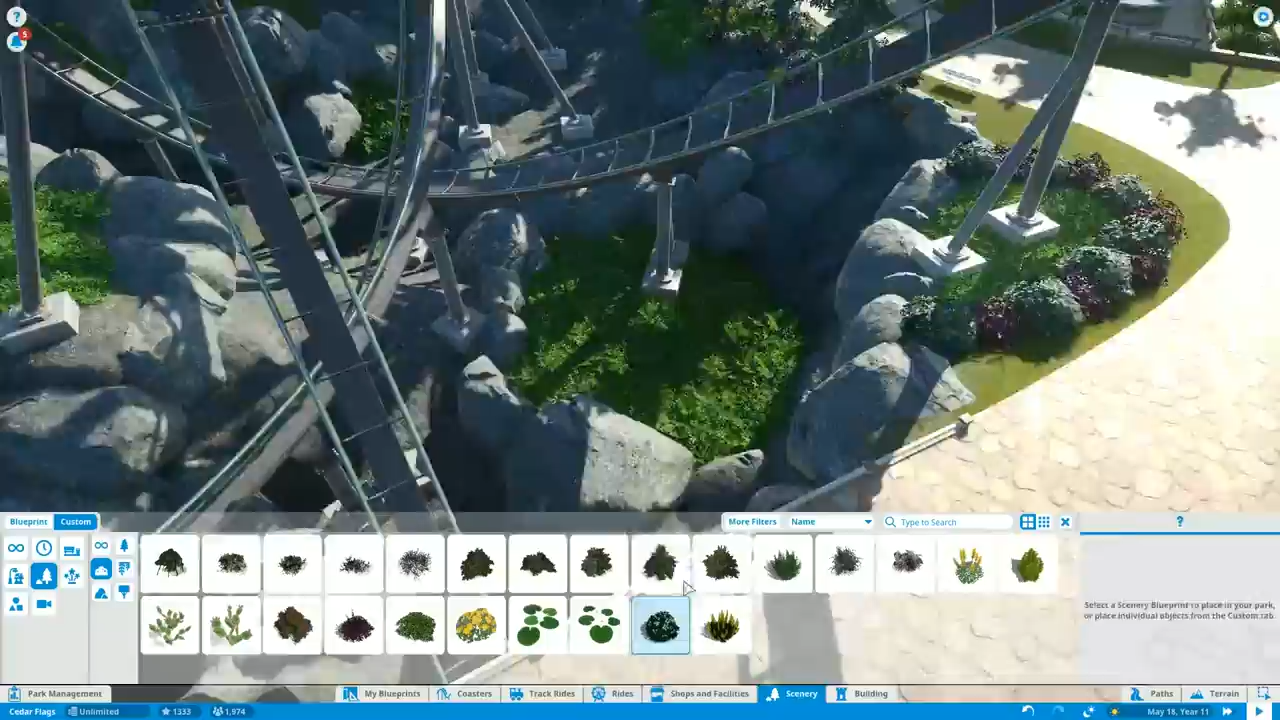 ?
5
Blueprint Custom
More Filters Name Type to Search
?
Select a Scenery Blueprint to place in your park,
or place individual objects from the Custom tab.
Park Management My Blueprints Coasters Track Rides Rides Shops and Facilities Scenery Building Paths Terrain
Cedar Flags Unlimited 1333 1,974 May 18, Year 11